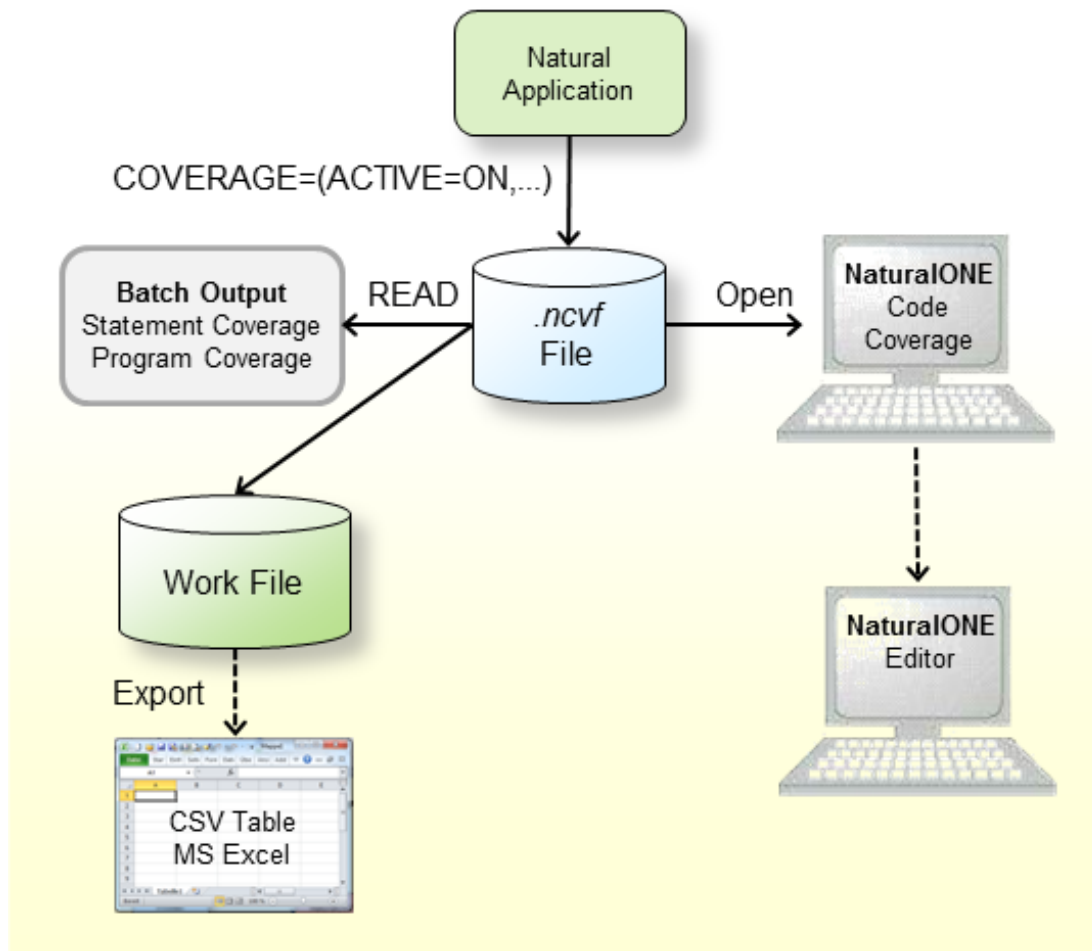 Natural
Application
COVERAGE=(ACTIVE=ON,...)
Batch Output
Statement Coverage
Program Coverage
READ
.ncvf
File
Open
NaturalONE
Code
Coverage
Work File
NaturalONE
Editor
Export
CSV Table
MS Excel